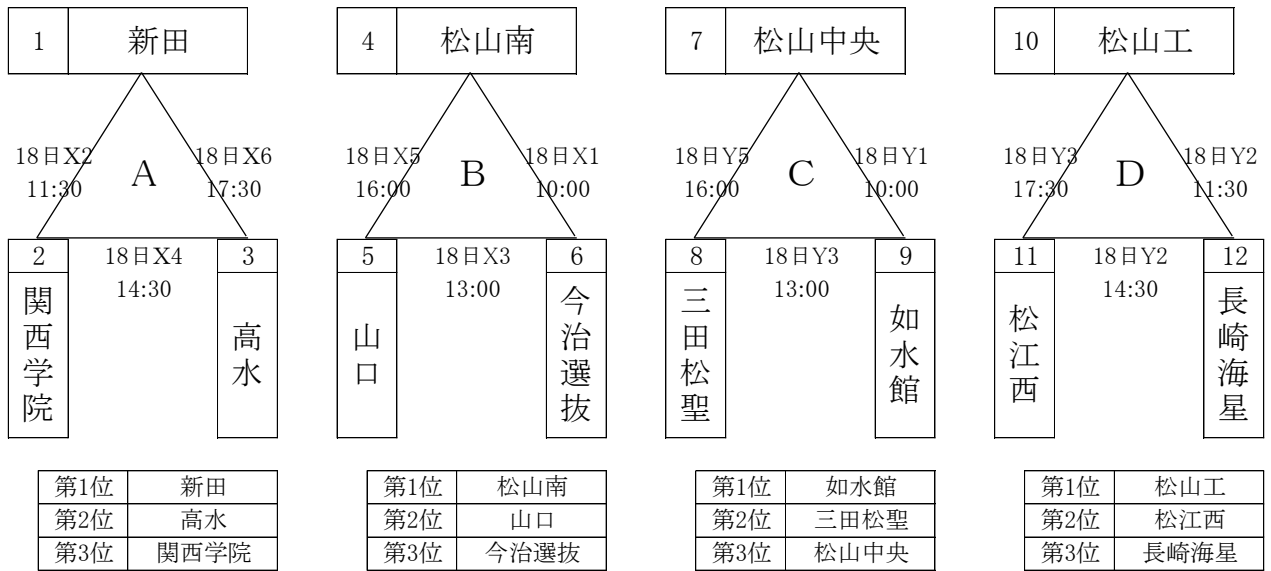 1 新田
4 松山南
7 松山中央
10 松山工
18日X2 11:30
A
18日X6 17:30
18日X5 16:00
B
18日X1 10:00
18日Y5 16:00
C
18日Y1 10:00
18日Y3 17:30
D
18日Y2 11:30
2 関西学院
18日X4 14:30
3 高水
5 山口
18日X3 13:00
6 今治選抜
8 三田松聖
18日Y3 13:00
9 如水館
11 松江西
18日Y2 14:30
12 長崎海星
第1位 新田
第2位 高水
第3位 関西学院
第1位 松山南
第2位 山口
第3位 今治選抜
第1位 如水館
第2位 三田松聖
第3位 松山中央
第1位 松山工
第2位 松江西
第3位 長崎海星